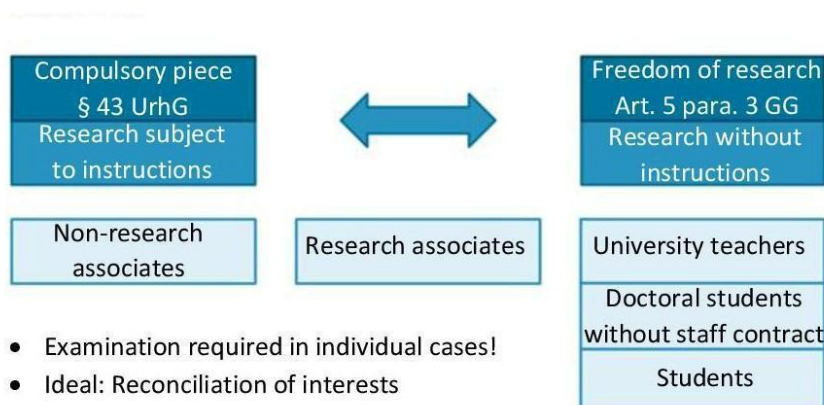 Compulsory piece
§ 43 UrhG
Research subject
to instructions
Freedom of research
Art. 5 para. 3 GG
Research without
instructions
Non-research
associates
Research associates
University teachers
Doctoral students
without staff contract
Students
• Examination required in individual cases!
• Ideal: Reconciliation of interests